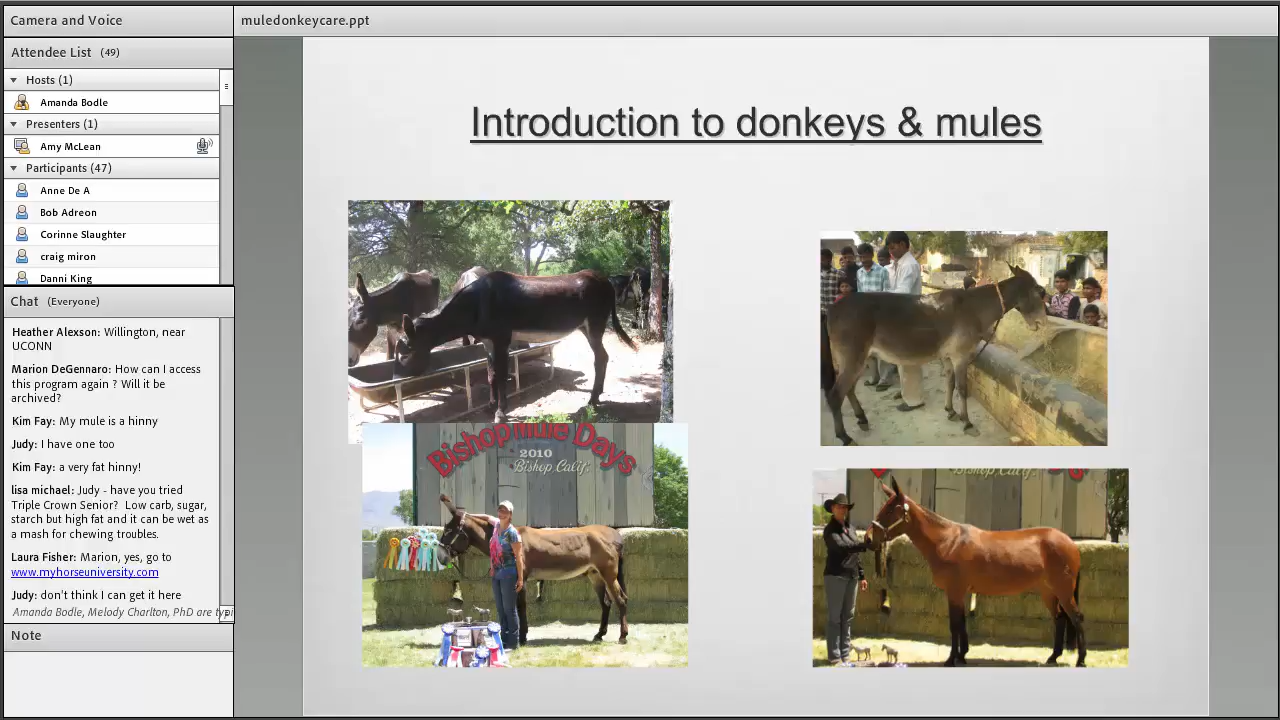 Camera and Voice
muledonkeycare.ppt
Attendee List (49)
Hosts (1)
Amanda Bodle
Presenters (1)
Amy McLean
Participants (47)
Anne De A
Bob Adreon
Corinne Slaughter
craig miron
Danni King
Chat (Everyone)
Heather Alexson: Willington, near
UCONN
Marion DeGennaro: How can I access
this program again ? Will it be
archived?
Kim Fay: My mule is a hinny
Judy: I have one too
Kim Fay: a very fat hinny!
lisa michael: Judy - have you tried
Triple Crown Senior? Low carb, sugar,
starch but high fat and it can be wet as
a mash for chewing troubles.
Laura Fisher: Marion, yes, go to
www.myhorseuniversity.com
Judy: don't think I can get it here
Amanda Bodle, Melody Charlton, PhD are typi
Note
Introduction to donkeys & mules
Bishop Mule Days
2010
Bishop Calif.
Bishop Calif.